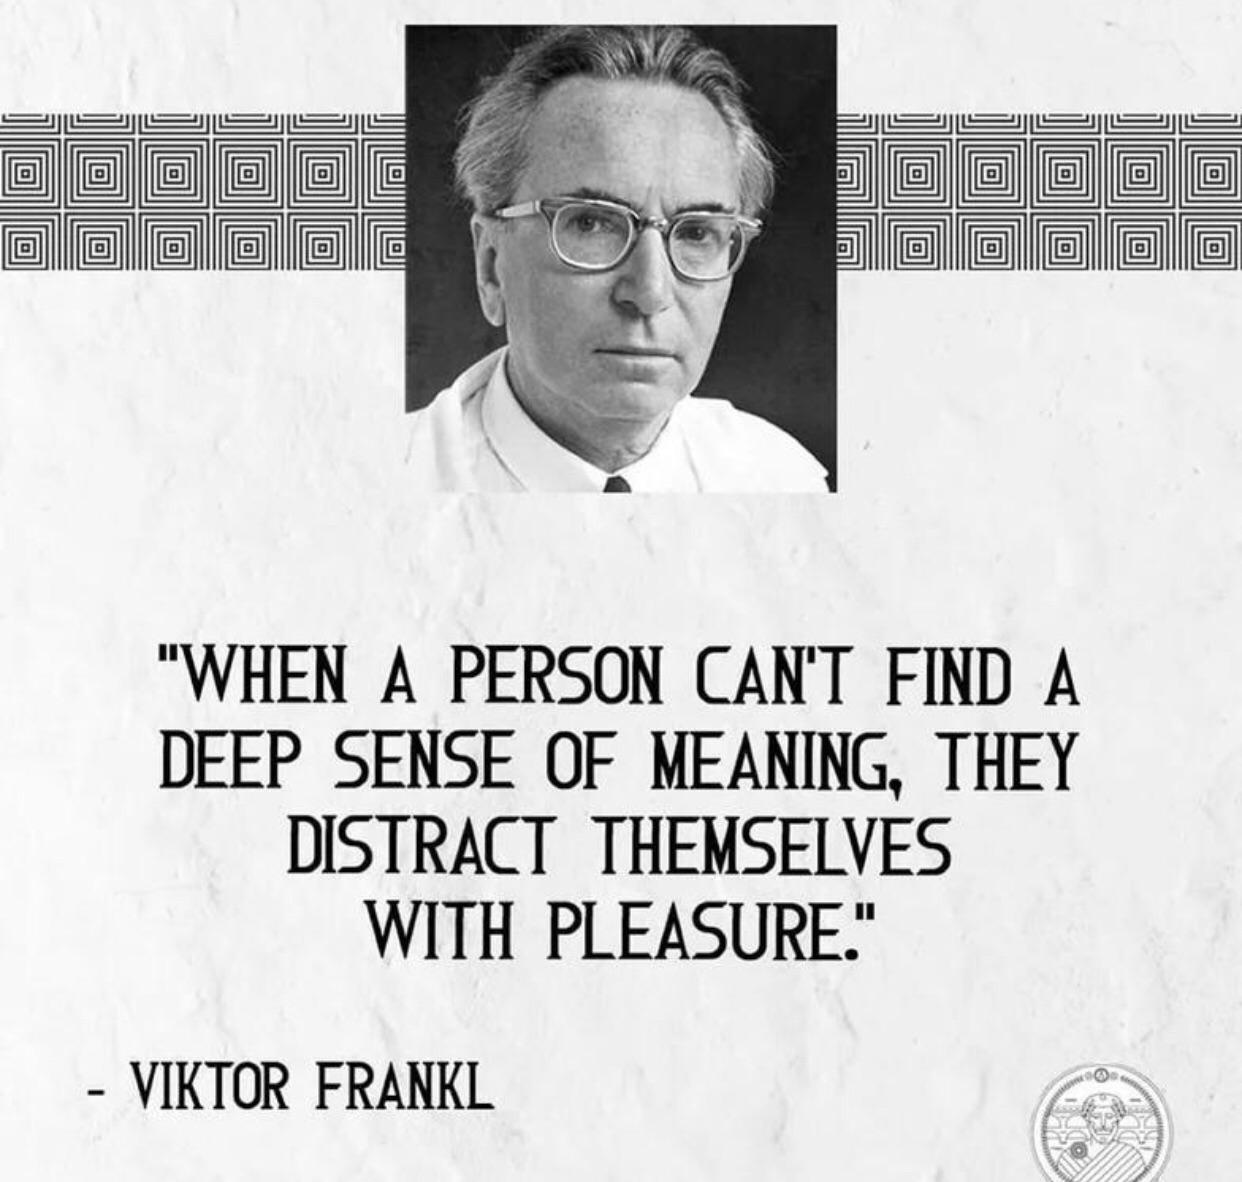 "WHEN A PERSON CAN'T FIND A
DEEP SENSE OF MEANING, THEY
DISTRACT THEMSELVES
WITH PLEASURE."
- VIKTOR FRANKL